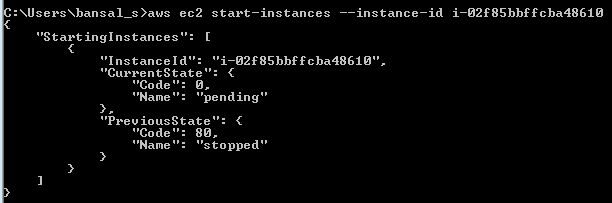 C:\Users\bansal_s>aws ec2 start-instances --instance-id i-02f85bbffcba48610
{
    "StartingInstances": [
        {
            "InstanceId": "i-02f85bbffcba48610",
            "CurrentState": {
                "Code": 0,
                "Name": "pending"
            },
            "PreviousState": {
                "Code": 80,
                "Name": "stopped"
            }
        }
    ]
}